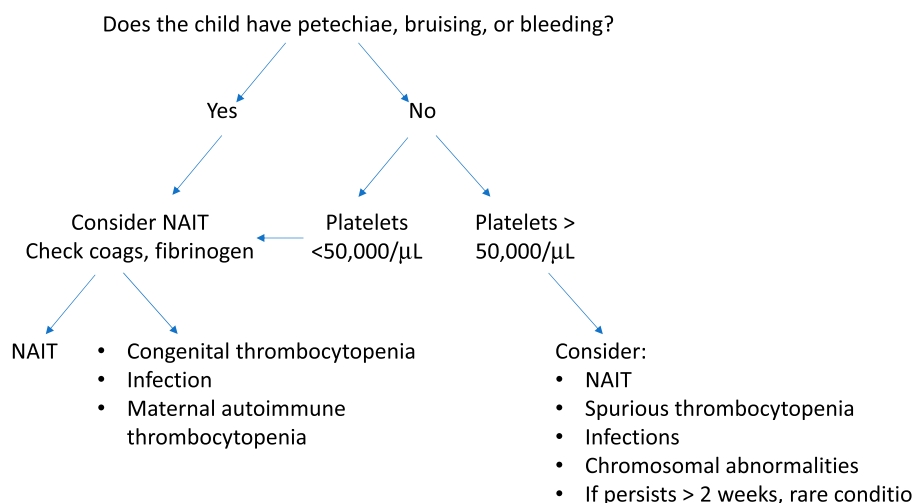 Does the child have petechiae, bruising, or bleeding?
Yes
No
Consider NAIT
Check coags, fibrinogen
Platelets
<50,000/µL
Platelets >
50,000/µL
NAIT
• Congenital thrombocytopenia
• Infection
• Maternal autoimmune
thrombocytopenia
Consider:
• NAIT
• Spurious thrombocytopenia
• Infections
• Chromosomal abnormalities
• If persists > 2 weeks, rare